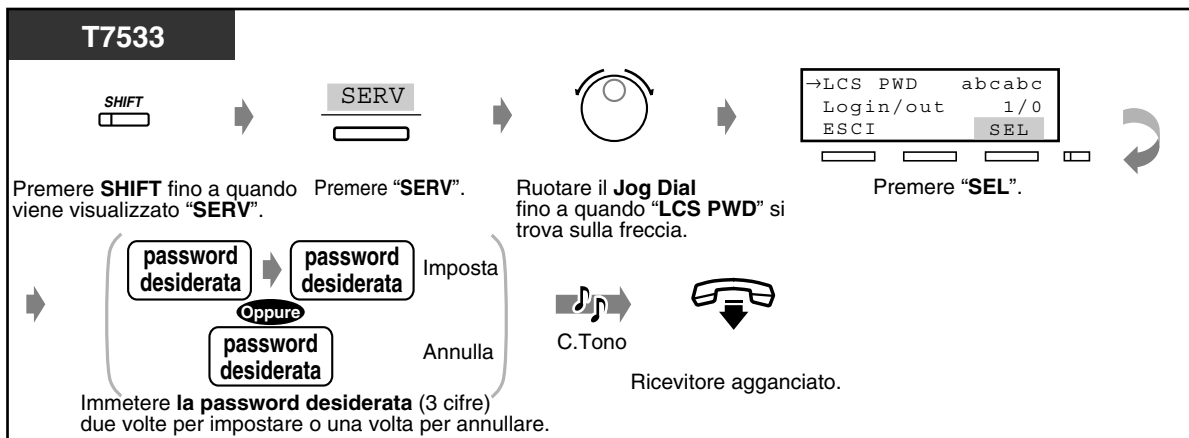 T7533
SHIFT
SERV
→LCS PWD abcabc
Login/out 1/0
ESCI SEL
Premere SHIFT fino a quando
viene visualizzato “SERV”.
Premere “SERV”.
Ruotare il Jog Dial
fino a quando “LCS PWD” si
trova sulla freccia.
Premere “SEL”.
password
desiderata
password
desiderata
Imposta
Oppure
password
desiderata
Annulla
Immetere la password desiderata (3 cifre)
due volte per impostare o una volta per annullare.
C.Tono
Ricevitore agganciato.